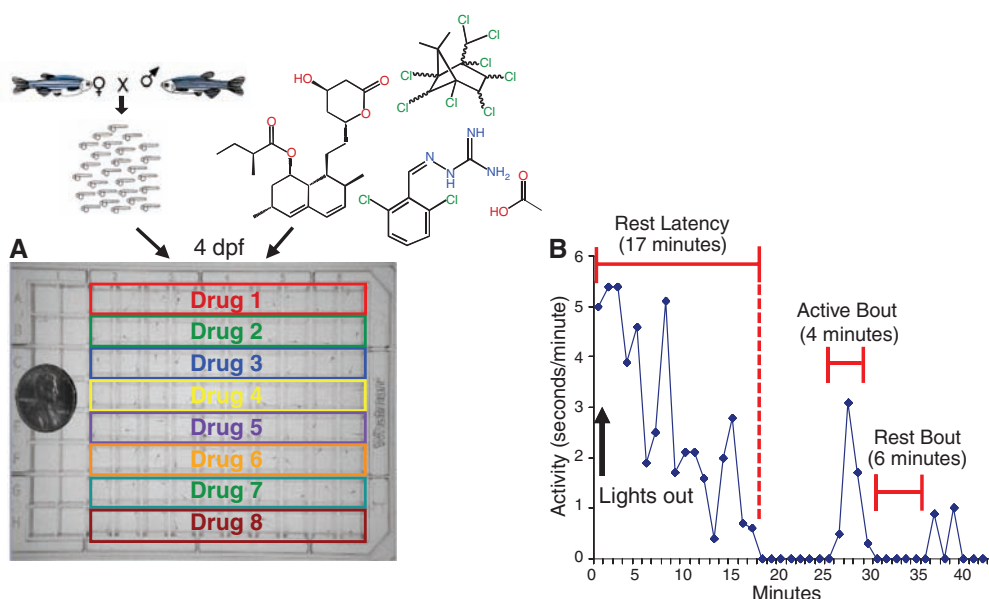 ♀ X ♂
HO
O
O
O
O
Cl
Cl
Cl
Cl
Cl
Cl
Cl
Cl
NH
N
N
H
NH2
Cl
Cl
O
HO
A
4 dpf
Drug 1
Drug 2
Drug 3
Drug 4
Drug 5
Drug 6
Drug 7
Drug 8
B
Rest Latency
(17 minutes)
Active Bout
(4 minutes)
Rest Bout
(6 minutes)
Lights out
Activity (seconds/minute)
6
5
4
3
2
1
0
0 5 10 15 20 25 30 35 40
Minutes